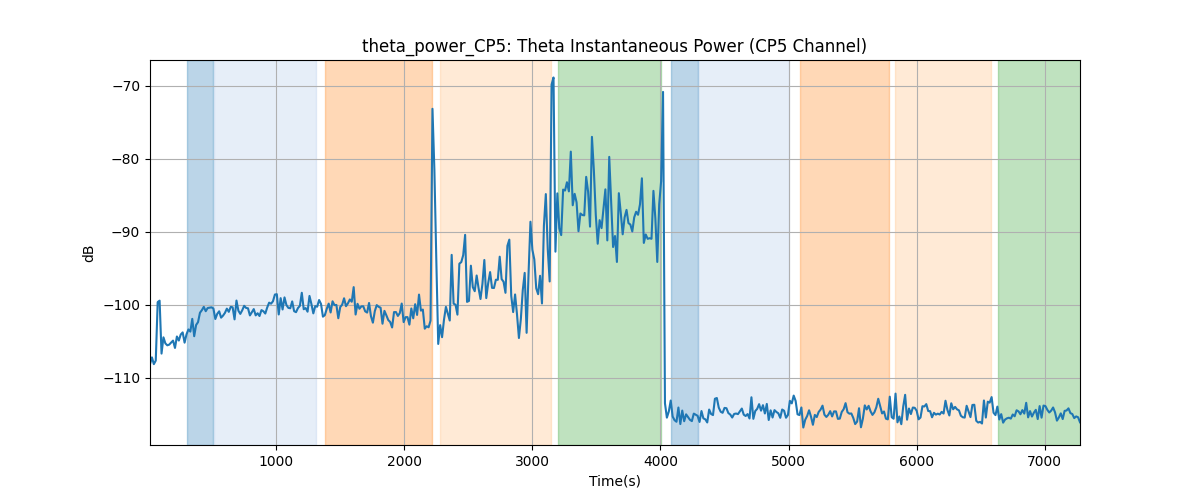 theta_power_CP5: Theta Instantaneous Power (CP5 Channel)
dB
−70
−80
−90
−100
−110
1000 2000 3000 4000 5000 6000 7000
Time(s)